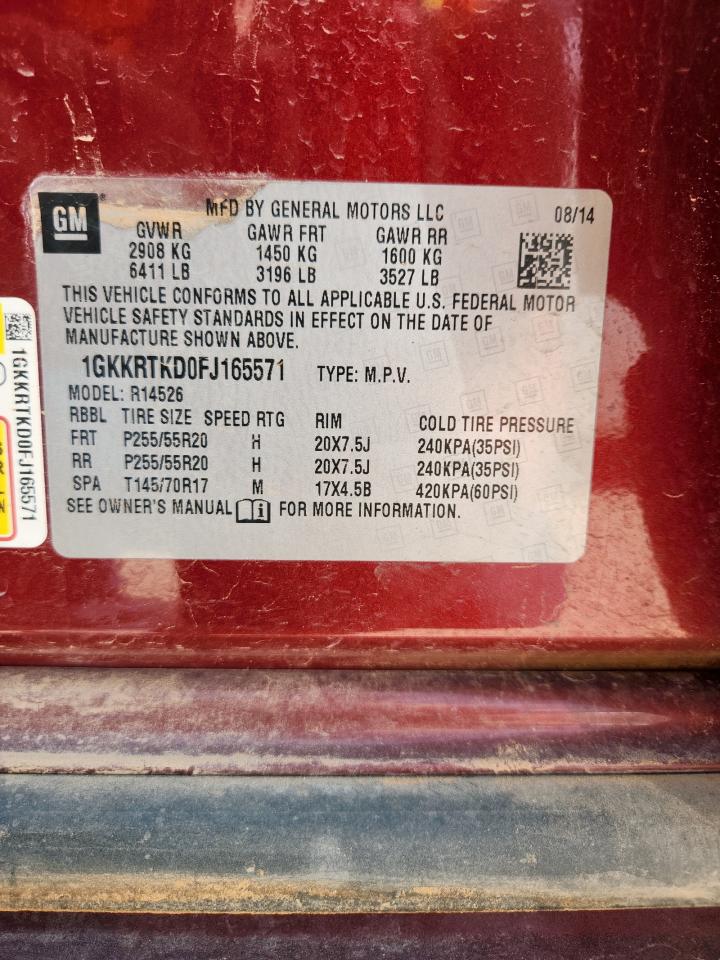 GM
MFD BY GENERAL MOTORS LLC 08/14
GVWR GAWR FRT GAWR RR
2908 KG 1450 KG 1600 KG
6411 LB 3196 LB 3527 LB
THIS VEHICLE CONFORMS TO ALL APPLICABLE U.S. FEDERAL MOTOR
VEHICLE SAFETY STANDARDS IN EFFECT ON THE DATE OF
MANUFACTURE SHOWN ABOVE.
1GKKRTKD0FJ165571 TYPE: M.P.V.
MODEL: R14526
RBBL TIRE SIZE SPEED RTG RIM COLD TIRE PRESSURE
FRT P255/55R20 H 20X7.5J 240KPA(35PSI)
RR P255/55R20 H 20X7.5J 240KPA(35PSI)
SPA T145/70R17 M 17X4.5B 420KPA(60PSI)
SEE OWNER'S MANUAL FOR MORE INFORMATION.
1GKKRTKD0FJ165571